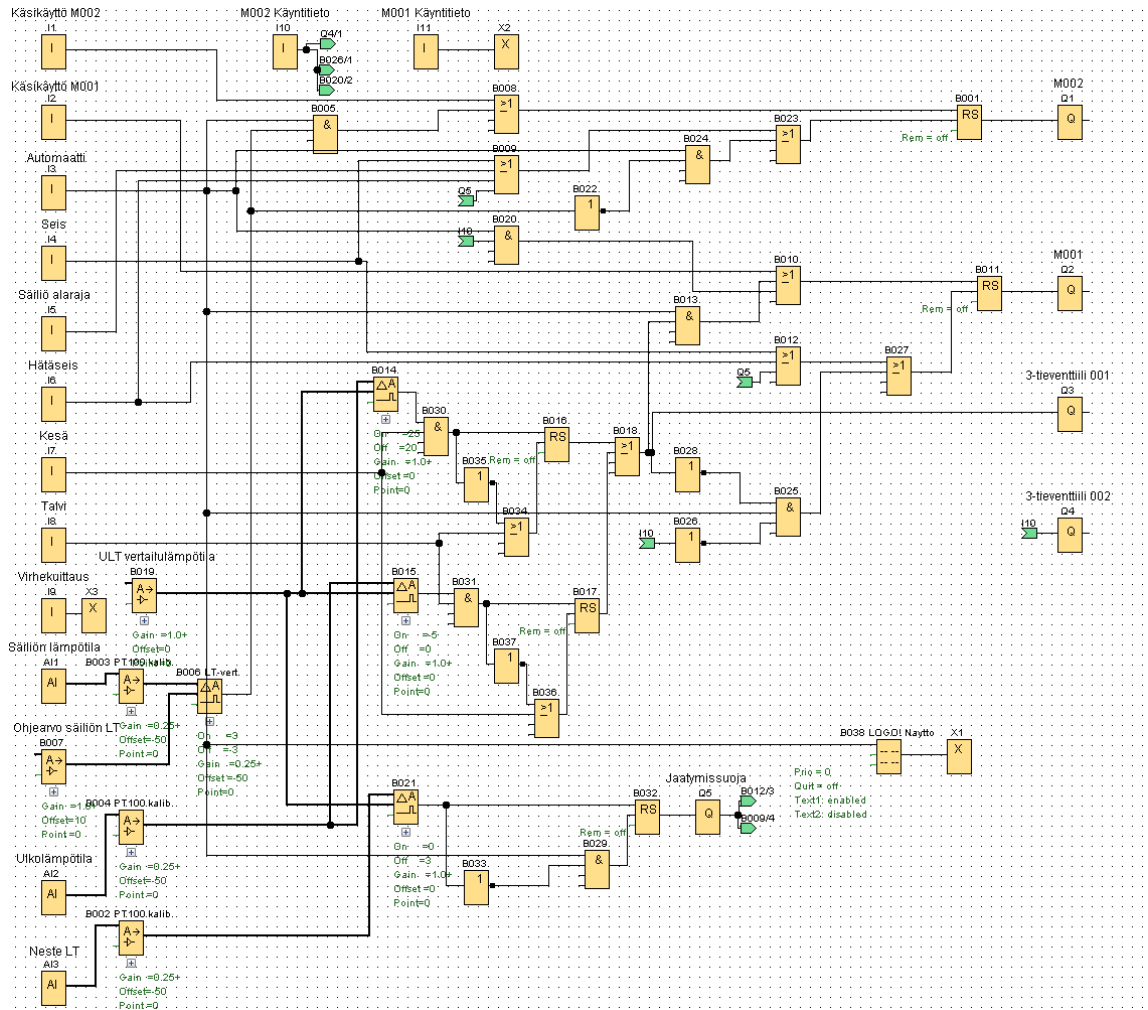 Käsikäyttö M002
I1
I
M002 Käyntitieto
I10
I
Q4/1
B026/1
B020/2
M001 Käyntitieto
I11
I
X2
X
Käsikäyttö M001
I2
I
B005
&
B008
>1
B001
RS
Rem = off
M002
Q1
Q
Automaatti
I3
I
B009
>1
Q5
B024
&
B023
>1
B022
1
Seis
I4
I
I10
B020
&
B010
>1
M001
B011
RS
Rem = off
Q2
Q
Säiliö alaraja
I5
I
B013
&
B012
>1
Q5
B027
>1
Hätäseis
I6
I
B014
On =25
Off =20
Gain =1.0+
Offset=0
Point=0
B030
&
B016
RS
Rem = off
B018
>1
3-tieventtiili 001
Q3
Q
Kesä
I7
I
B035
1
B034
>1
B028
1
B025
&
I10
B026
1
3-tieventtiili 002
I10
Q4
Q
Talvi
I8
I
ULT vertailulämpötila
B019
A→
Gain =1.0+
Offset=0
Virhekuittaus
I9
I
X3
X
B015
On =-5
Off =0
Gain =1.0+
Offset=0
Point=0
B031
&
B017
RS
Rem = off
B037
1
B036
>1
Säiliön lämpötila
AI1
AI
B003 PT100.kalib.
A→
Gain =0.25+
Offset=-50
Point=0
B006 LT-vert.
On =3
Off =-3
Gain =0.25+
Offset=-50
Point=0
Ohjearvo säiliön LT
B007
A→
Gain =1.0+
Offset=10
Point=0
B038 LOGO! Naytto
Prio = 0
Quit = off
Text1: enabled
Text2: disabled
X1
X
B004 PT100.kalib.
A→
Gain =0.25+
Offset=-50
Point=0
Ulkolämpötila
AI2
AI
B021
On =0
Off =3
Gain =1.0+
Offset=0
Point=0
B033
1
B029
&
B032
RS
Rem = off
Jaatymissuoja
Q5
Q
B012/3
B009/4
B002 PT100.kalib.
A→
Gain =0.25+
Offset=-50
Point=0
Neste LT
AI3
AI